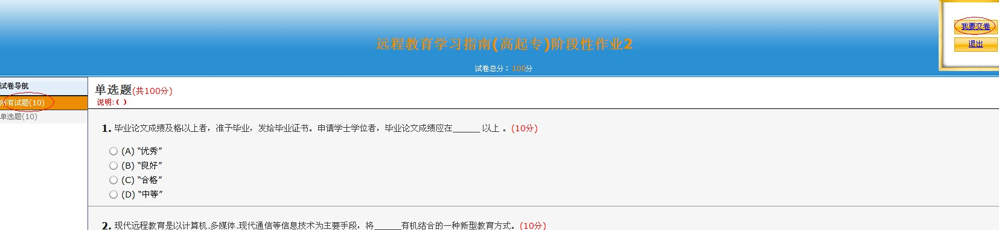 我要交卷
退出
远程教育学习指南(高起专)阶段性作业2
试卷总分：100分
试卷导航
所有试题(10)
单选题(10)
单选题(共100分)
说明:（ ）
1. 毕业论文成绩及格以上者，准予毕业，发给毕业证书。申请学士学位者，毕业论文成绩应在______ 以上 。(10分)
(A) “优秀”
(B) “良好”
(C) “合格”
(D) “中等”
2. 现代远程教育是以计算机.多媒体.现代通信等信息技术为主要手段，将______有机结合的一种新型教育方式。(10分)